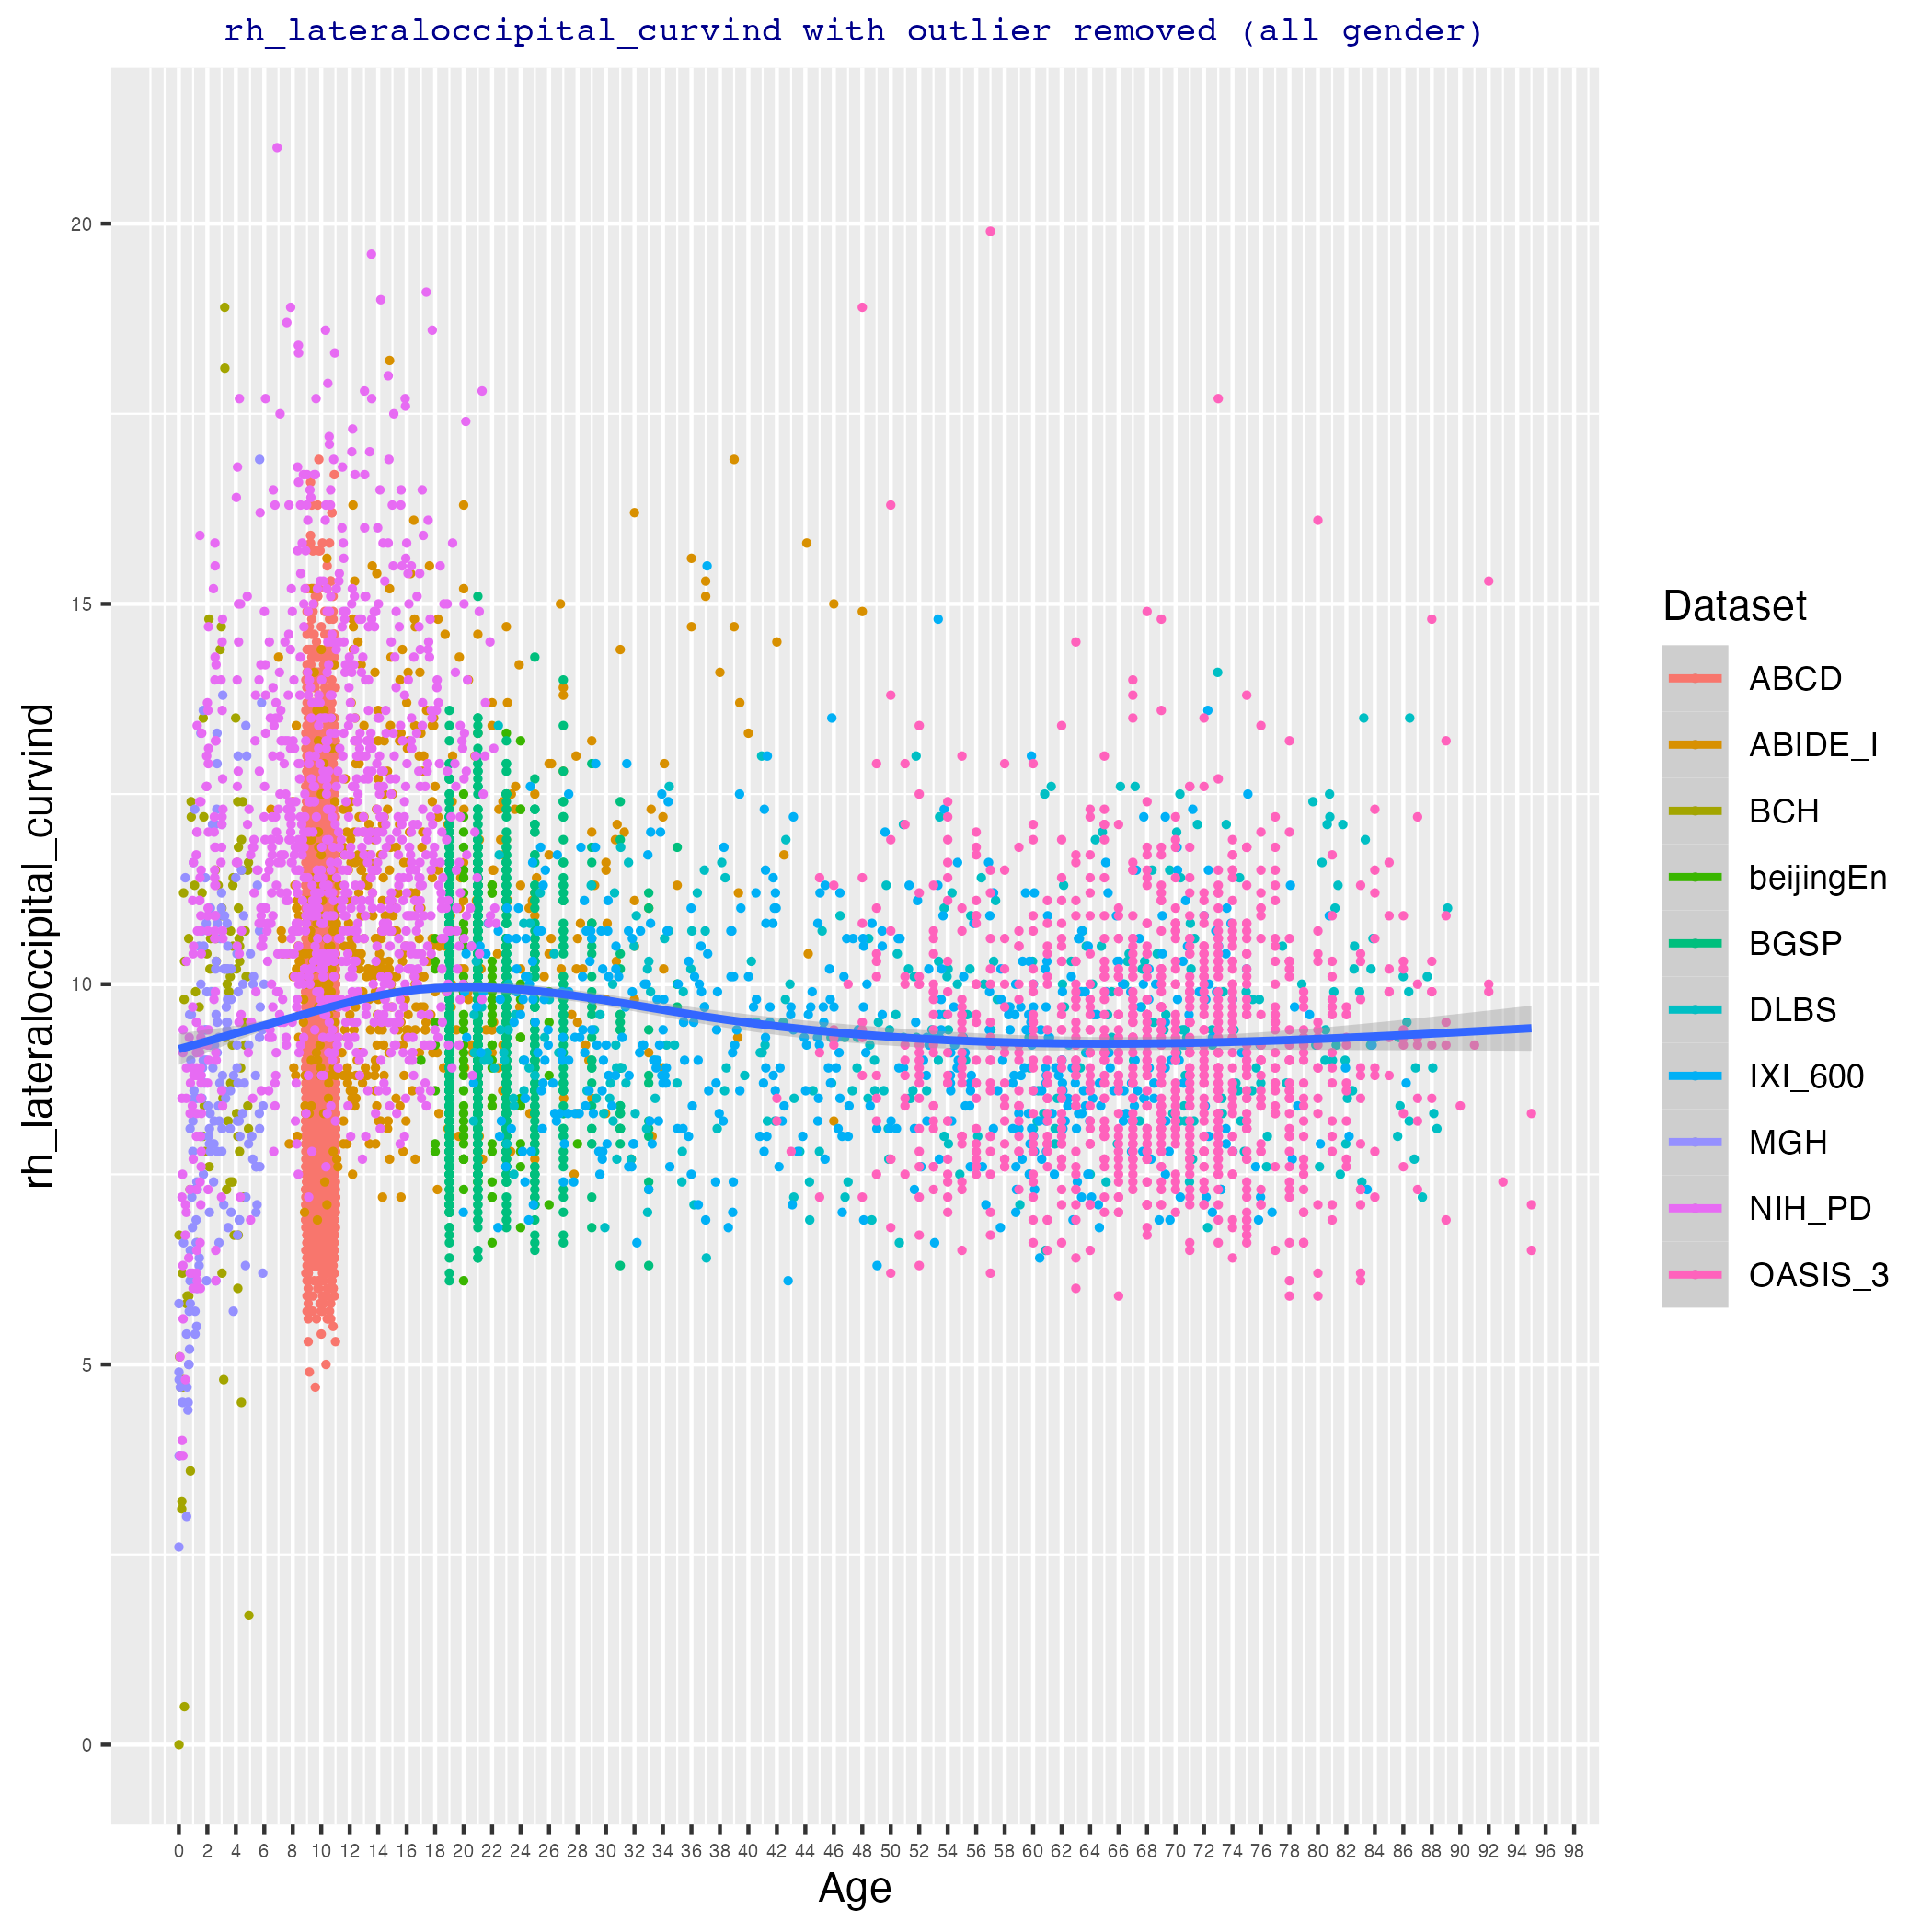 rh_lateraloccipital_curvind with outlier removed (all gender)
rh_lateraloccipital_curvind
20
15
10
5
0
0 2 4 6 8 10 12 14 16 18 20 22 24 26 28 30 32 34 36 38 40 42 44 46 48 50 52 54 56 58 60 62 64 66 68 70 72 74 76 78 80 82 84 86 88 90 92 94 96 98
Age
Dataset
ABCD
ABIDE_I
BCH
beijingEn
BGSP
DLBS
IXI_600
MGH
NIH_PD
OASIS_3